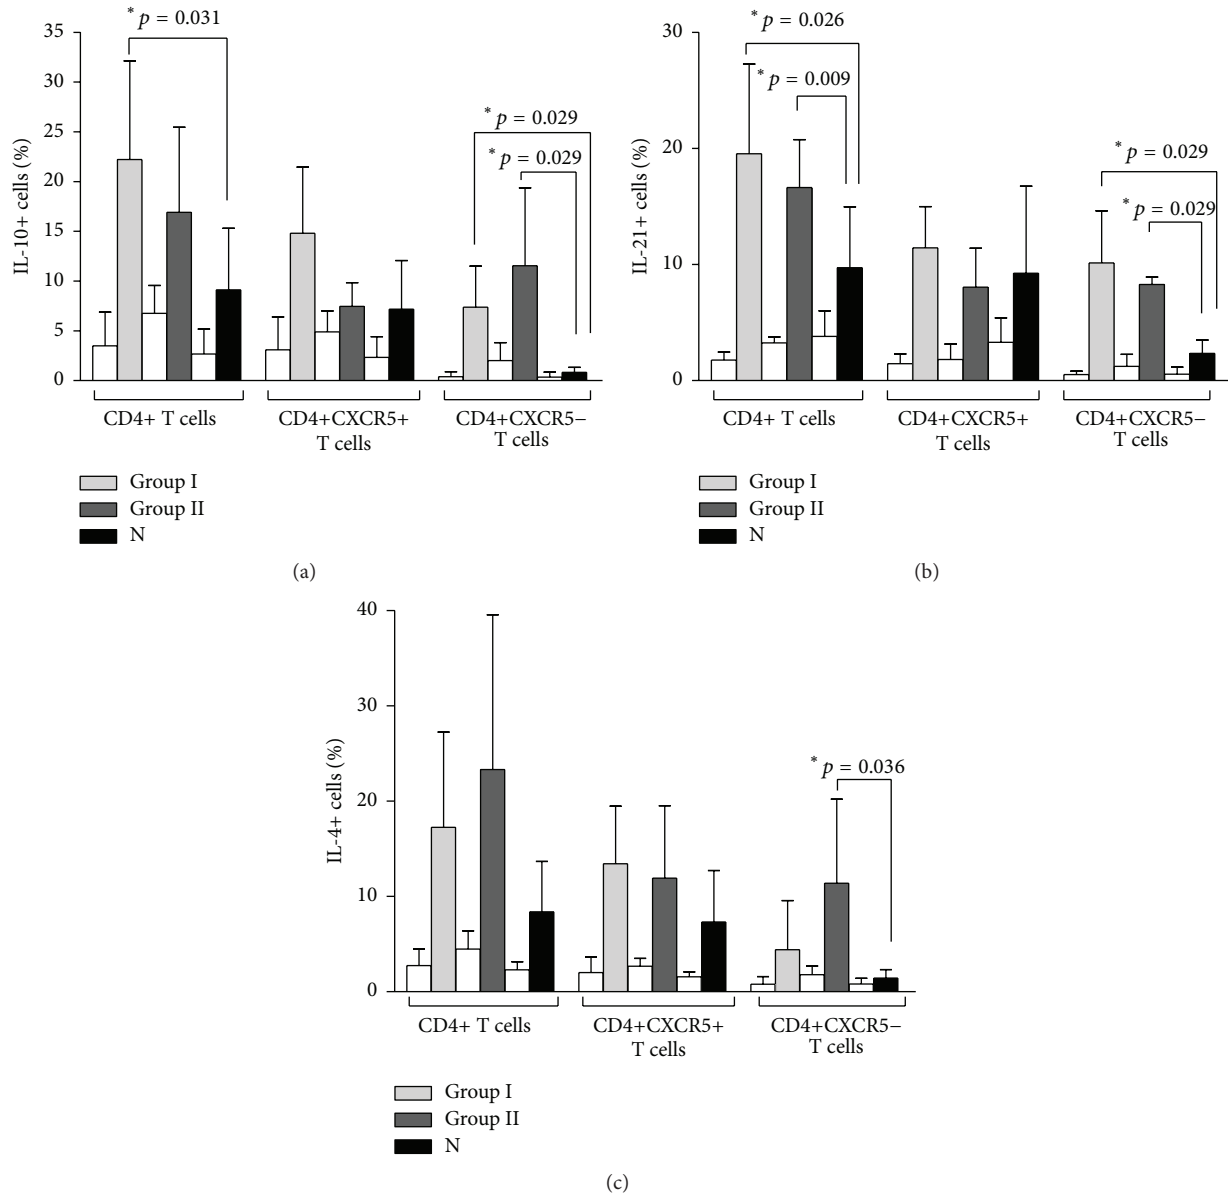 * p = 0.031
* p = 0.029
* p = 0.029
IL-10+ cells (%)
35
30
25
20
15
10
5
0
CD4+ T cells
CD4+CXCR5+
T cells
CD4+CXCR5−
T cells
Group I
Group II
N
(a)
* p = 0.026
* p = 0.009
* p = 0.029
* p = 0.029
IL-21+ cells (%)
30
20
10
0
CD4+ T cells
CD4+CXCR5+
T cells
CD4+CXCR5−
T cells
Group I
Group II
N
(b)
* p = 0.036
IL-4+ cells (%)
40
30
20
10
0
CD4+ T cells
CD4+CXCR5+
T cells
CD4+CXCR5−
T cells
Group I
Group II
N
(c)